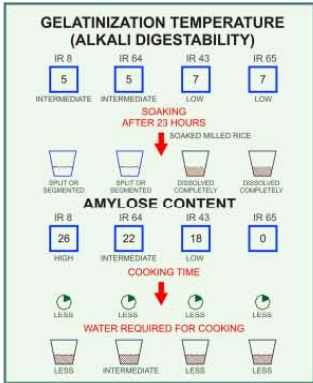 GELATINIZATION TEMPERATURE
(ALKALI DIGESTABILITY)
IR 8 IR 64 IR 43 IR 65
5 5 7 7
INTERMEDIATE INTERMEDIATE LOW LOW
SOAKING
AFTER 23 HOURS
SOAKED MILLED RICE
SPLIT OR SEGMENTED SPLIT OR SEGMENTED DISSOLVED COMPLETELY DISSOLVED COMPLETELY
AMYLOSE CONTENT
IR 8 IR 64 IR 43 IR 65
26 22 18 0
HIGH INTERMEDIATE LOW
COOKING TIME
LESS LESS LESS LESS
WATER REQUIRED FOR COOKING
LESS INTERMEDIATE LESS LESS